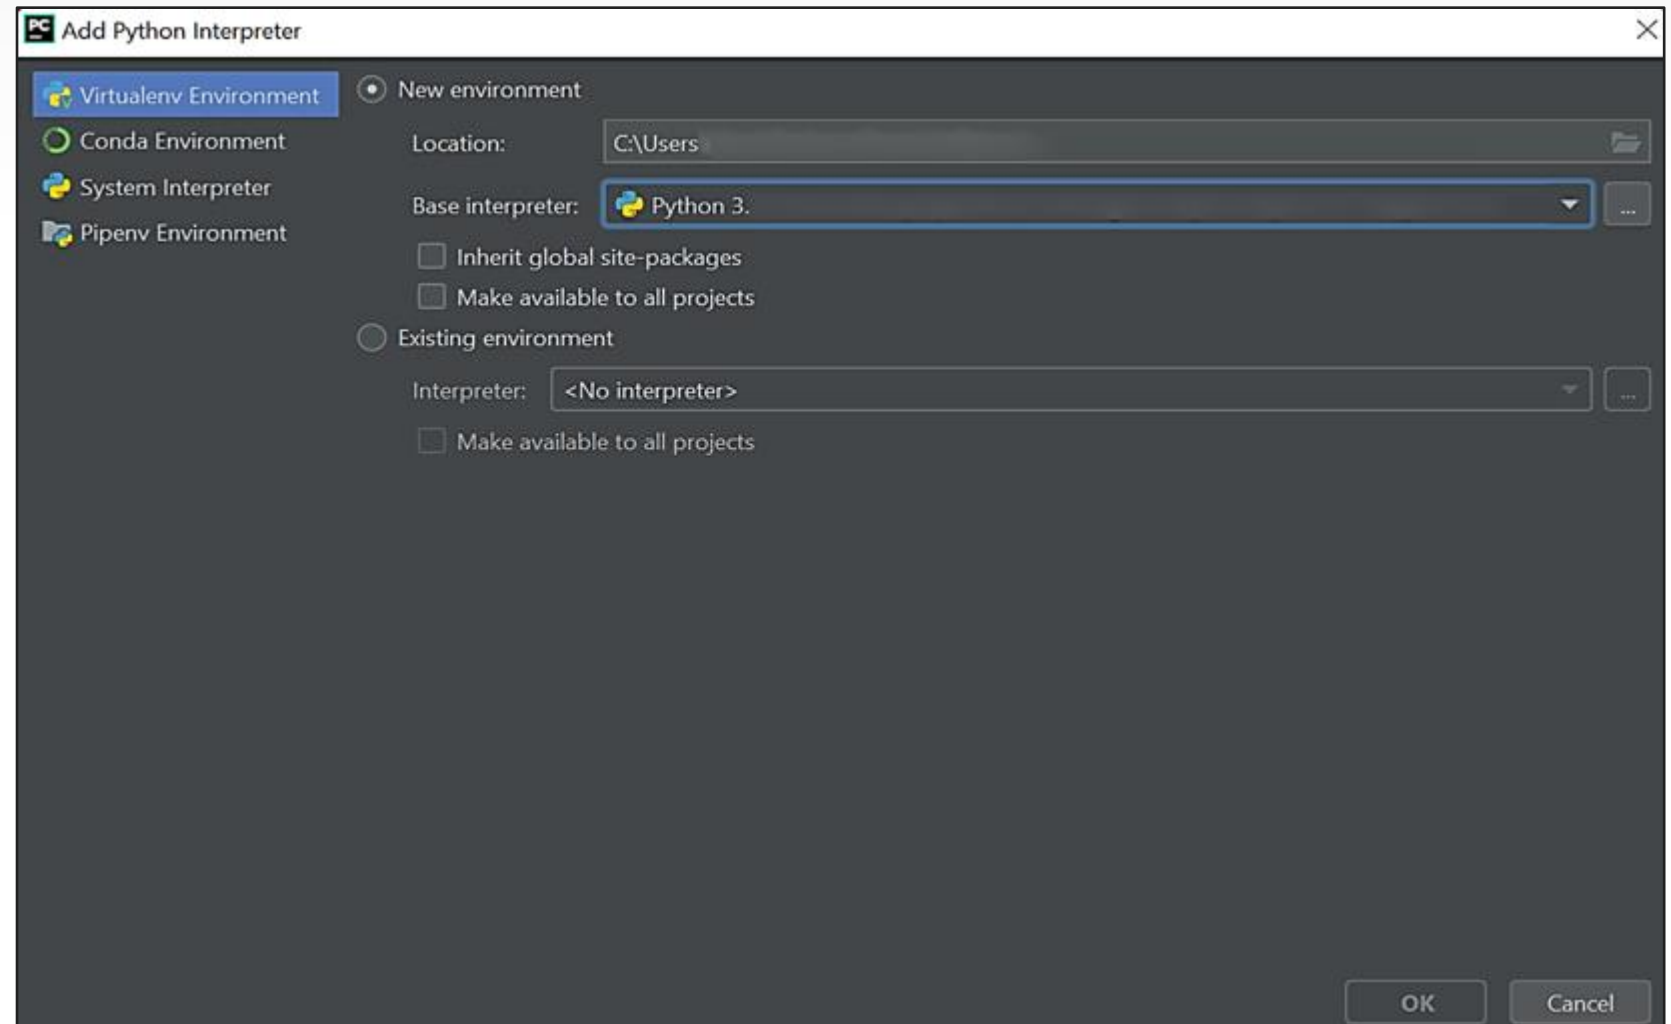 PC Add Python Interpreter
Virtualenv Environment
Conda Environment
System Interpreter
Pipenv Environment
New environment
Location: C:\Users
Base interpreter: Python 3. ...
Inherit global site-packages
Make available to all projects
Existing environment
Interpreter: <No interpreter> ...
Make available to all projects
OK Cancel